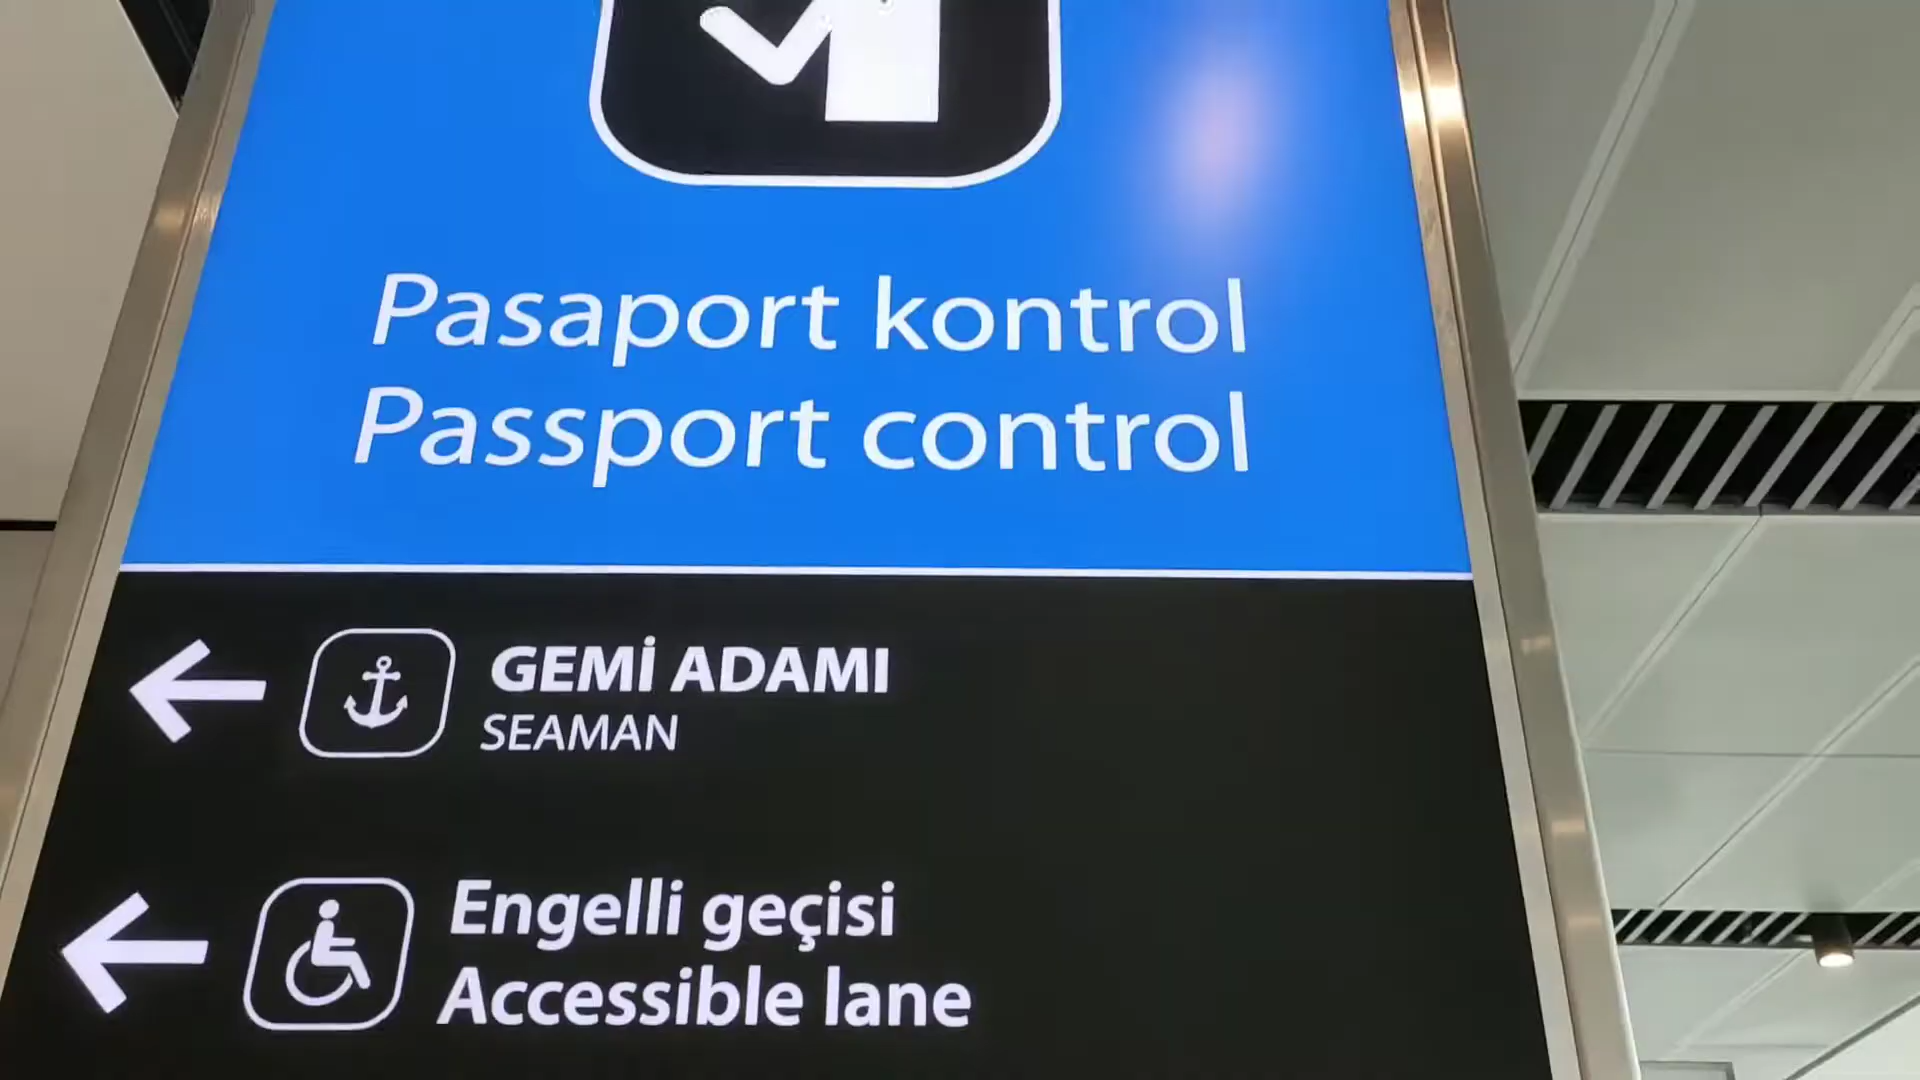 Pasaport kontrol
Passport control
GEMİ ADAMI
SEAMAN
Engelli geçisi
Accessible lane